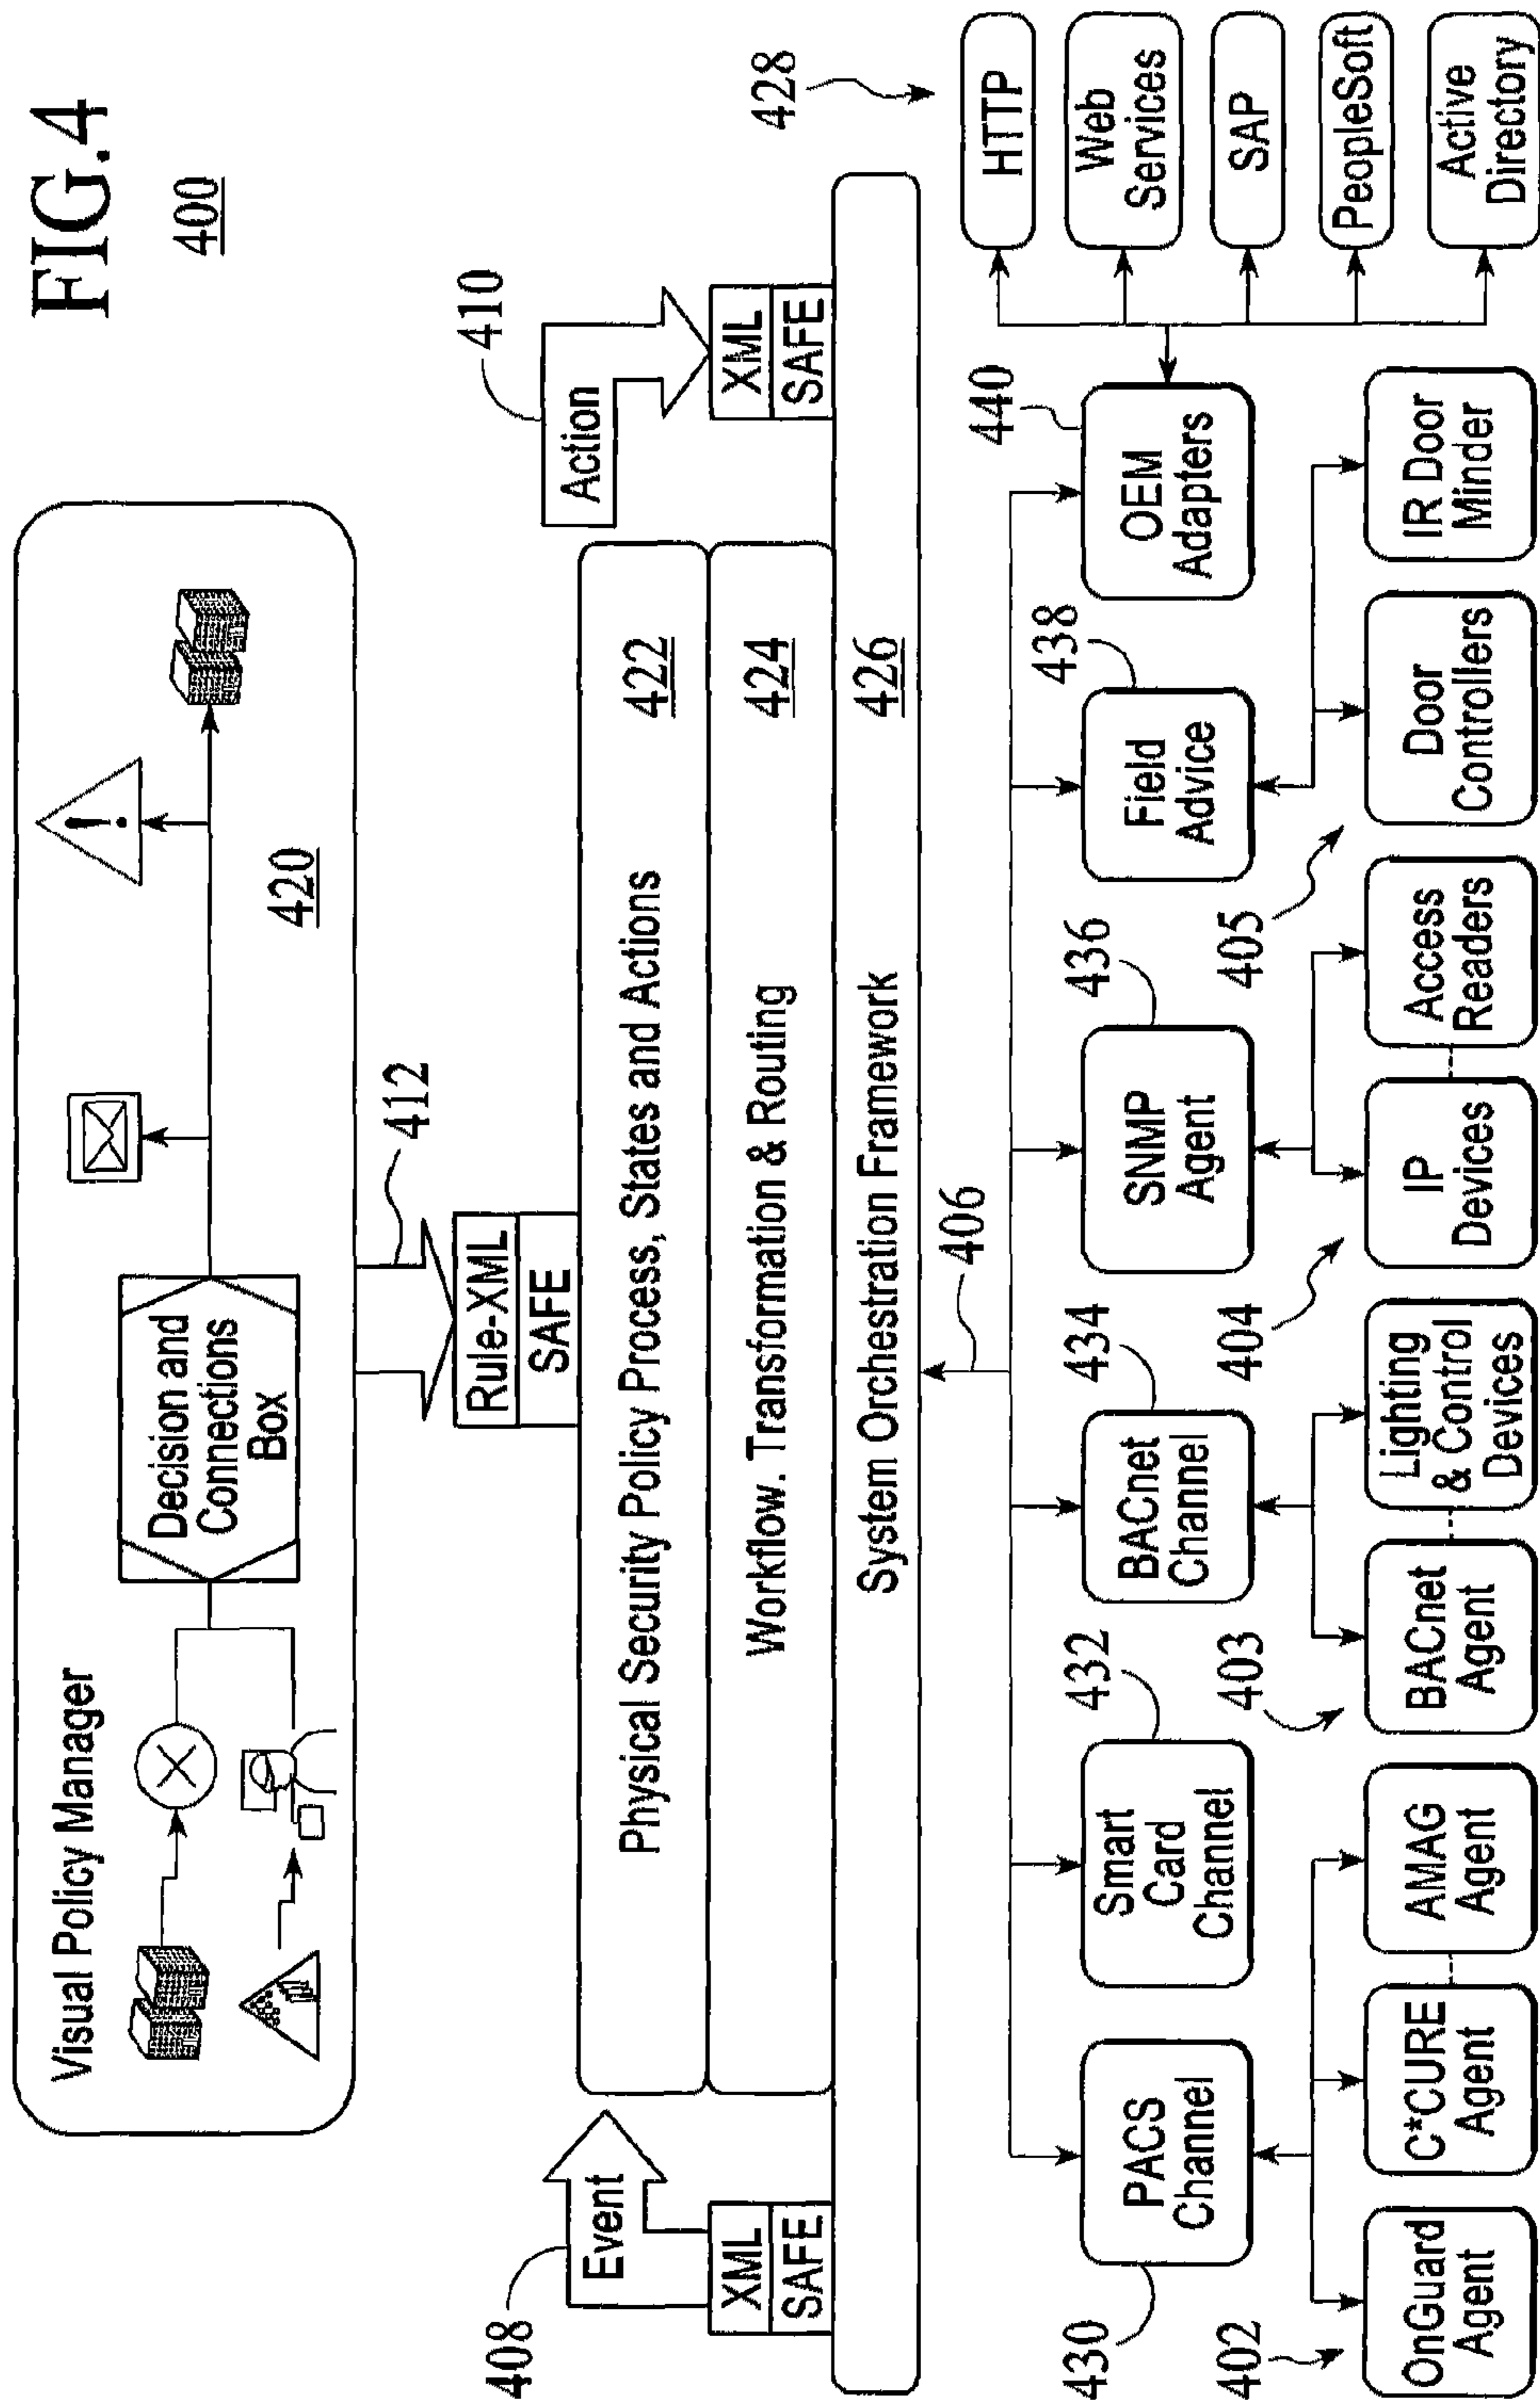 FIG.4
400
Visual Policy Manager
Decision and
Connections
Box
420
412
Rule-XML
SAFE
408
Event
XML
SAFE
410
Action
XML
SAFE
Physical Security Policy Process, States and Actions
422
Workflow. Transformation & Routing
424
System Orchestration Framework
426
406
428
HTTP
Web
Services
SAP
PeopleSoft
Active
Directory
430
PACS
Channel
432
Smart
Card
Channel
434
BACnet
Channel
436
SNMP
Agent
438
Field
Advice
440
OEM
Adapters
402
OnGuard
Agent
C*CURE
Agent
AMAG
Agent
403
BACnet
Agent
Lighting
& Control
Devices
404
IP
Devices
Access
Readers
405
Door
Controllers
IR Door
Minder